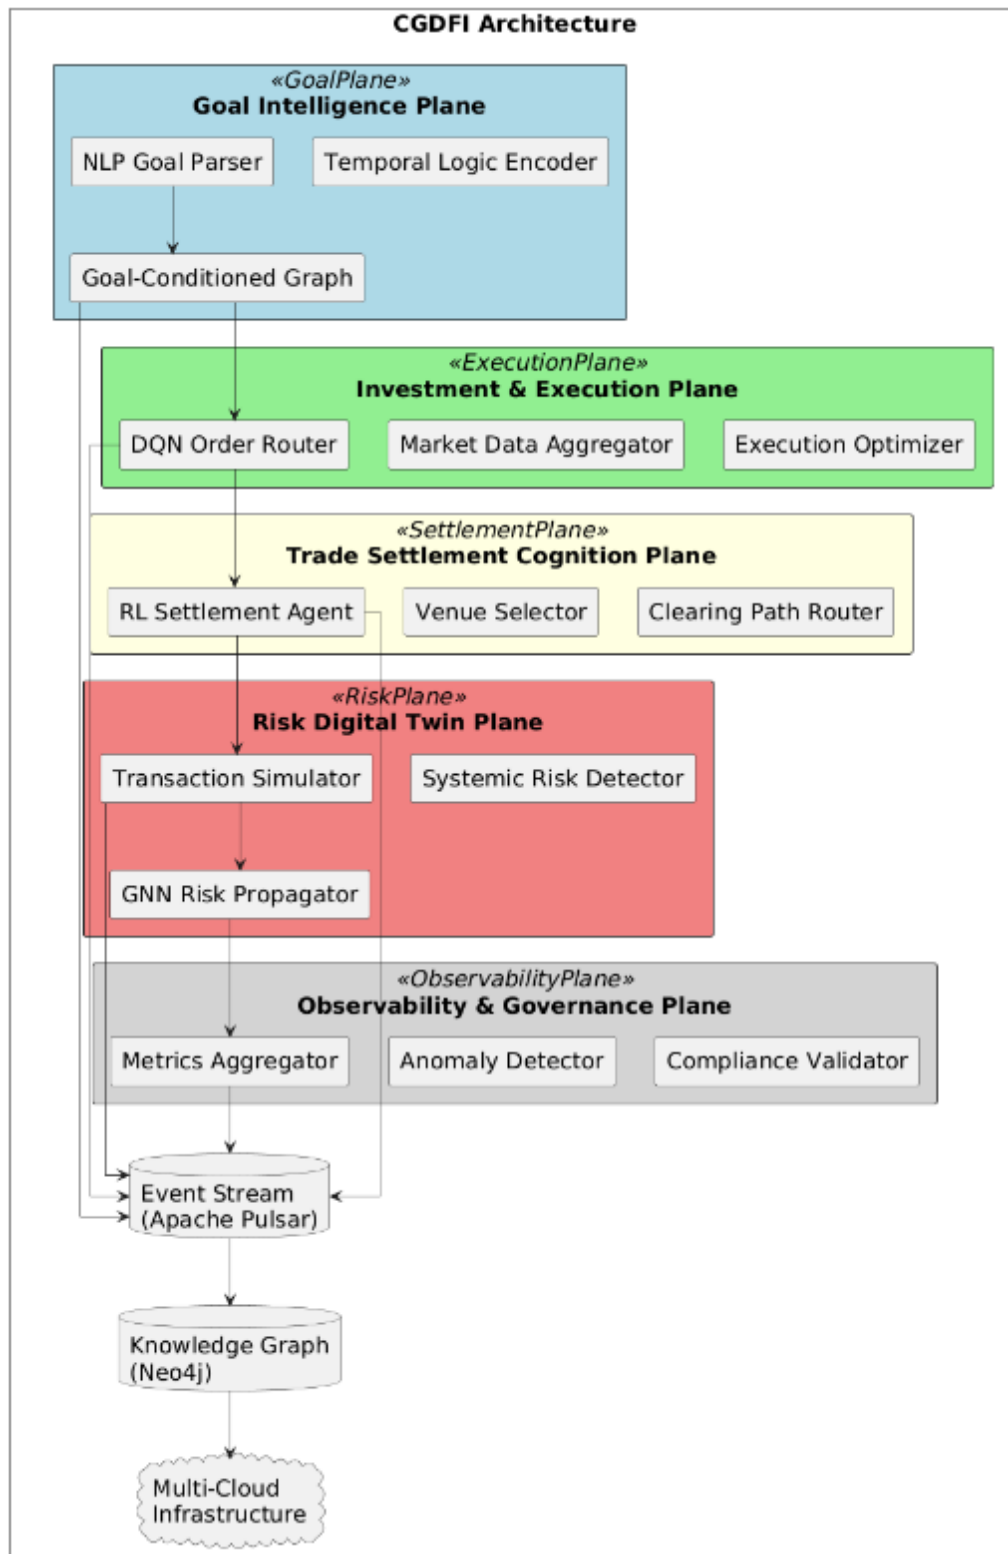 CGDFI Architecture
«GoalPlane»
Goal Intelligence Plane
NLP Goal Parser
Temporal Logic Encoder
Goal-Conditioned Graph
«ExecutionPlane»
Investment & Execution Plane
DQN Order Router
Market Data Aggregator
Execution Optimizer
«SettlementPlane»
Trade Settlement Cognition Plane
RL Settlement Agent
Venue Selector
Clearing Path Router
«RiskPlane»
Risk Digital Twin Plane
Transaction Simulator
Systemic Risk Detector
GNN Risk Propagator
«ObservabilityPlane»
Observability & Governance Plane
Metrics Aggregator
Anomaly Detector
Compliance Validator
Event Stream
(Apache Pulsar)
Knowledge Graph
(Neo4j)
Multi-Cloud
Infrastructure